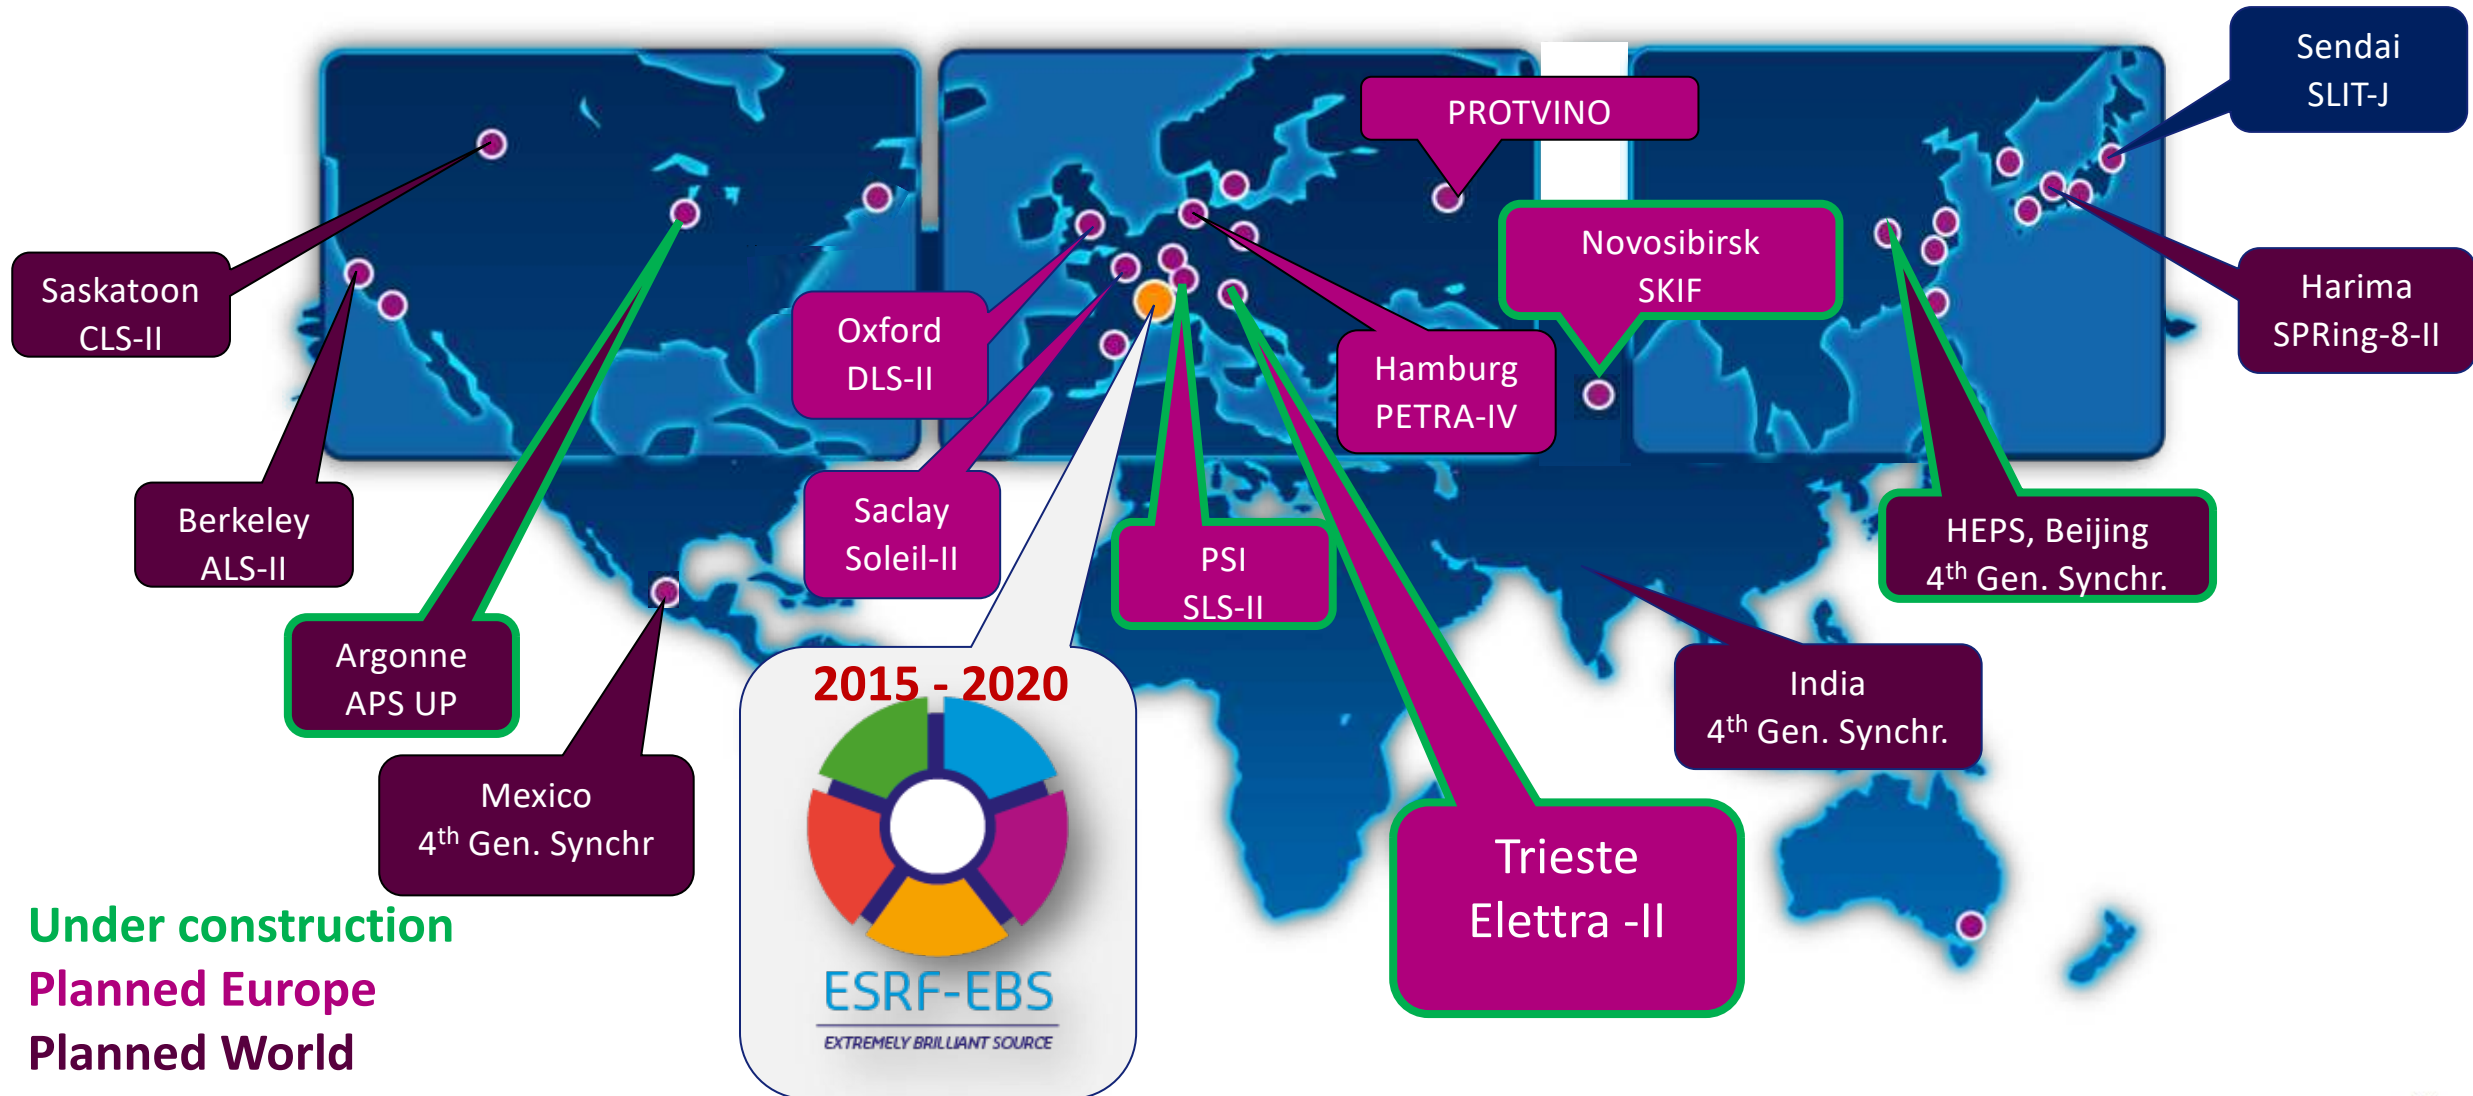 Sendai
SLIT-J
PROTVINO
Novosibirsk
SKIF
Saskatoon
CLS-II
Oxford
DLS-II
Harima
SPRing-8-II
Hamburg
PETRA-IV
Berkeley
ALS-II
Saclay
Soleil-II
PSI
SLS-II
HEPS, Beijing
4th Gen. Synchr.
Argonne
APS UP
2015 - 2020
India
4th Gen. Synchr.
Mexico
4th Gen. Synchr
Trieste
Elettra -II
ESRF-EBS
EXTREMELY BRILLIANT SOURCE
Under construction
Planned Europe
Planned World